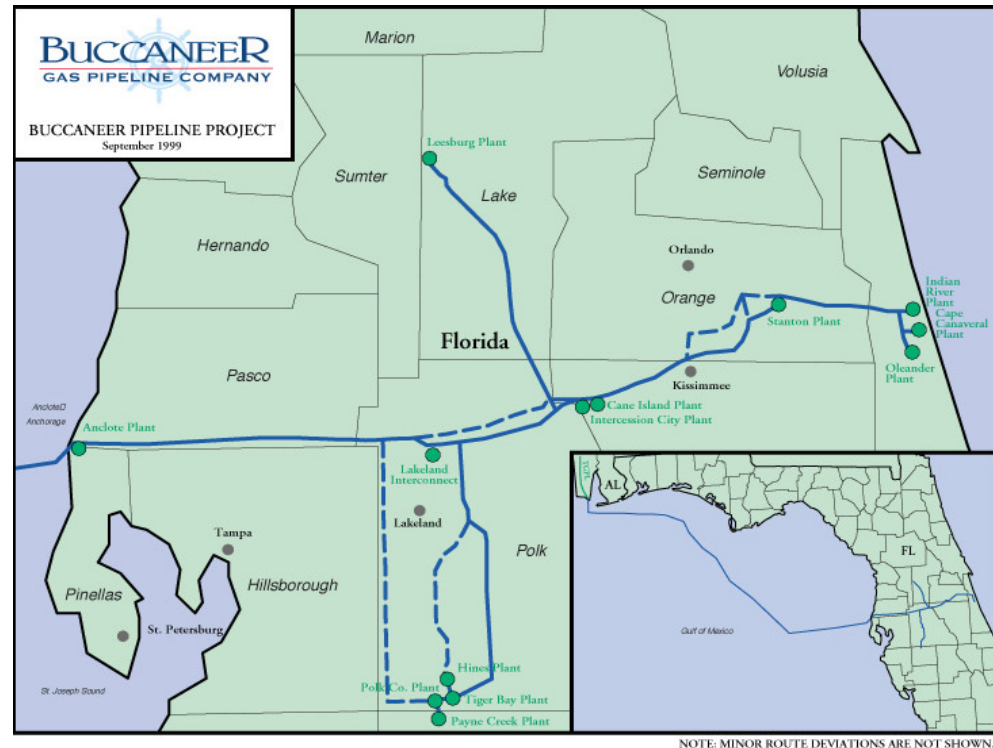 BUCCANEER
GAS PIPELINE COMPANY
BUCCANEER PIPELINE PROJECT
September 1999
Marion
Volusia
Leesburg Plant
Sumter
Lake
Seminole
Hernando
Orlando
Orange
Indian
River
Plant
Cape
Canaveral
Plant
Stanton Plant
Oleander
Plant
Florida
Pasco
Kissimmee
Cane Island Plant
Intercession City Plant
Anclote
Anchorage
Anclote Plant
Lakeland
Interconnect
Lakeland
Tampa
Polk
Hillsborough
Pinellas
St. Petersburg
St. Joseph Sound
Hines Plant
Polk Co. Plant
Tiger Bay Plant
Payne Creek Plant
AL
FL
Gulf of Mexico
NOTE: MINOR ROUTE DEVIATIONS ARE NOT SHOWN.